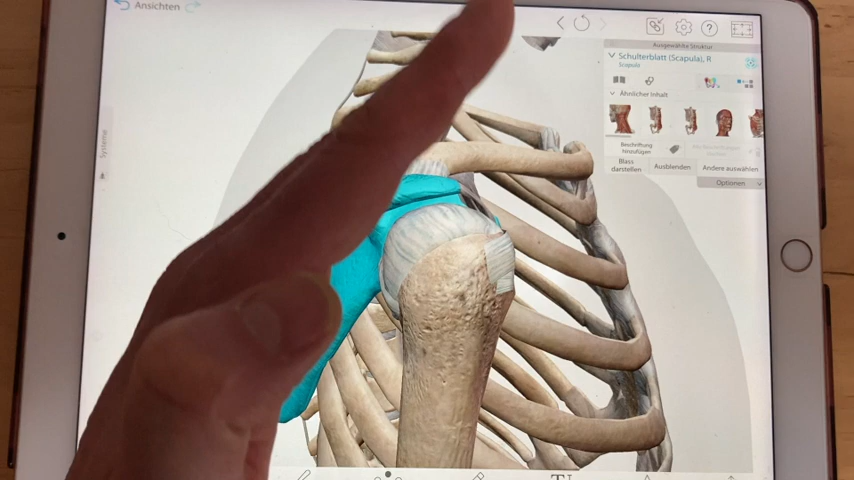 Ansichten
Ausgewählte Struktur
Schulterblatt (Scapula), R
Scapula
Ähnlicher Inhalt
Beschriftung
hinzufügen
Blass
darstellen
Ausblenden
Andere auswählen
Optionen
Systeme